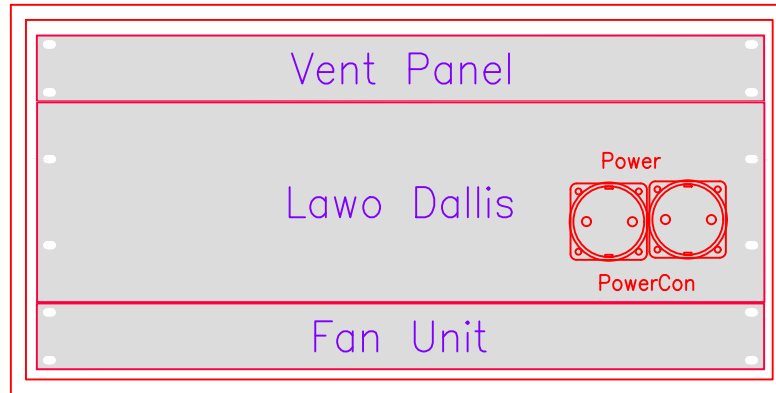 Vent Panel
Power
Lawo Dallis
PowerCon
Fan Unit